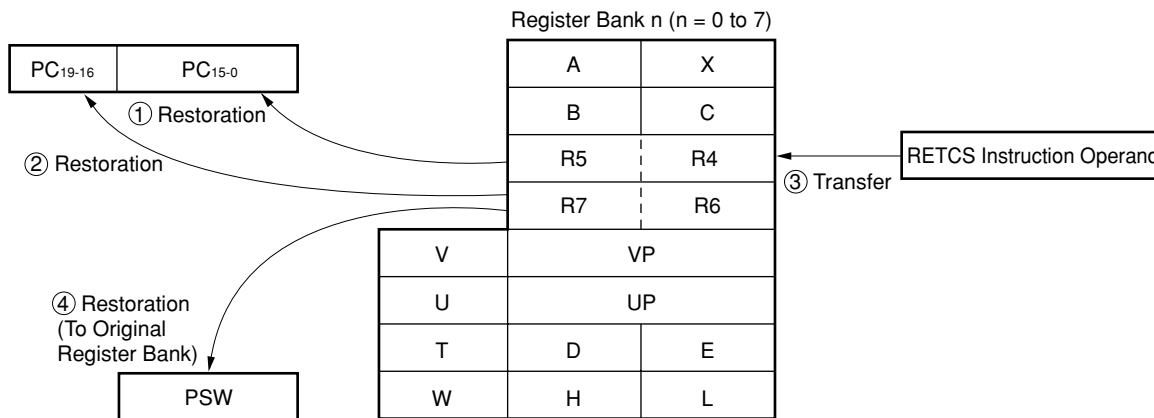 Register Bank n (n = 0 to 7)
PC19-16 PC15-0
A X
① Restoration
B C
② Restoration
R5 R4
RETCS Instruction Operand
③ Transfer
R7 R6
V VP
④ Restoration
(To Original
Register Bank)
U UP
T D E
PSW
W H L